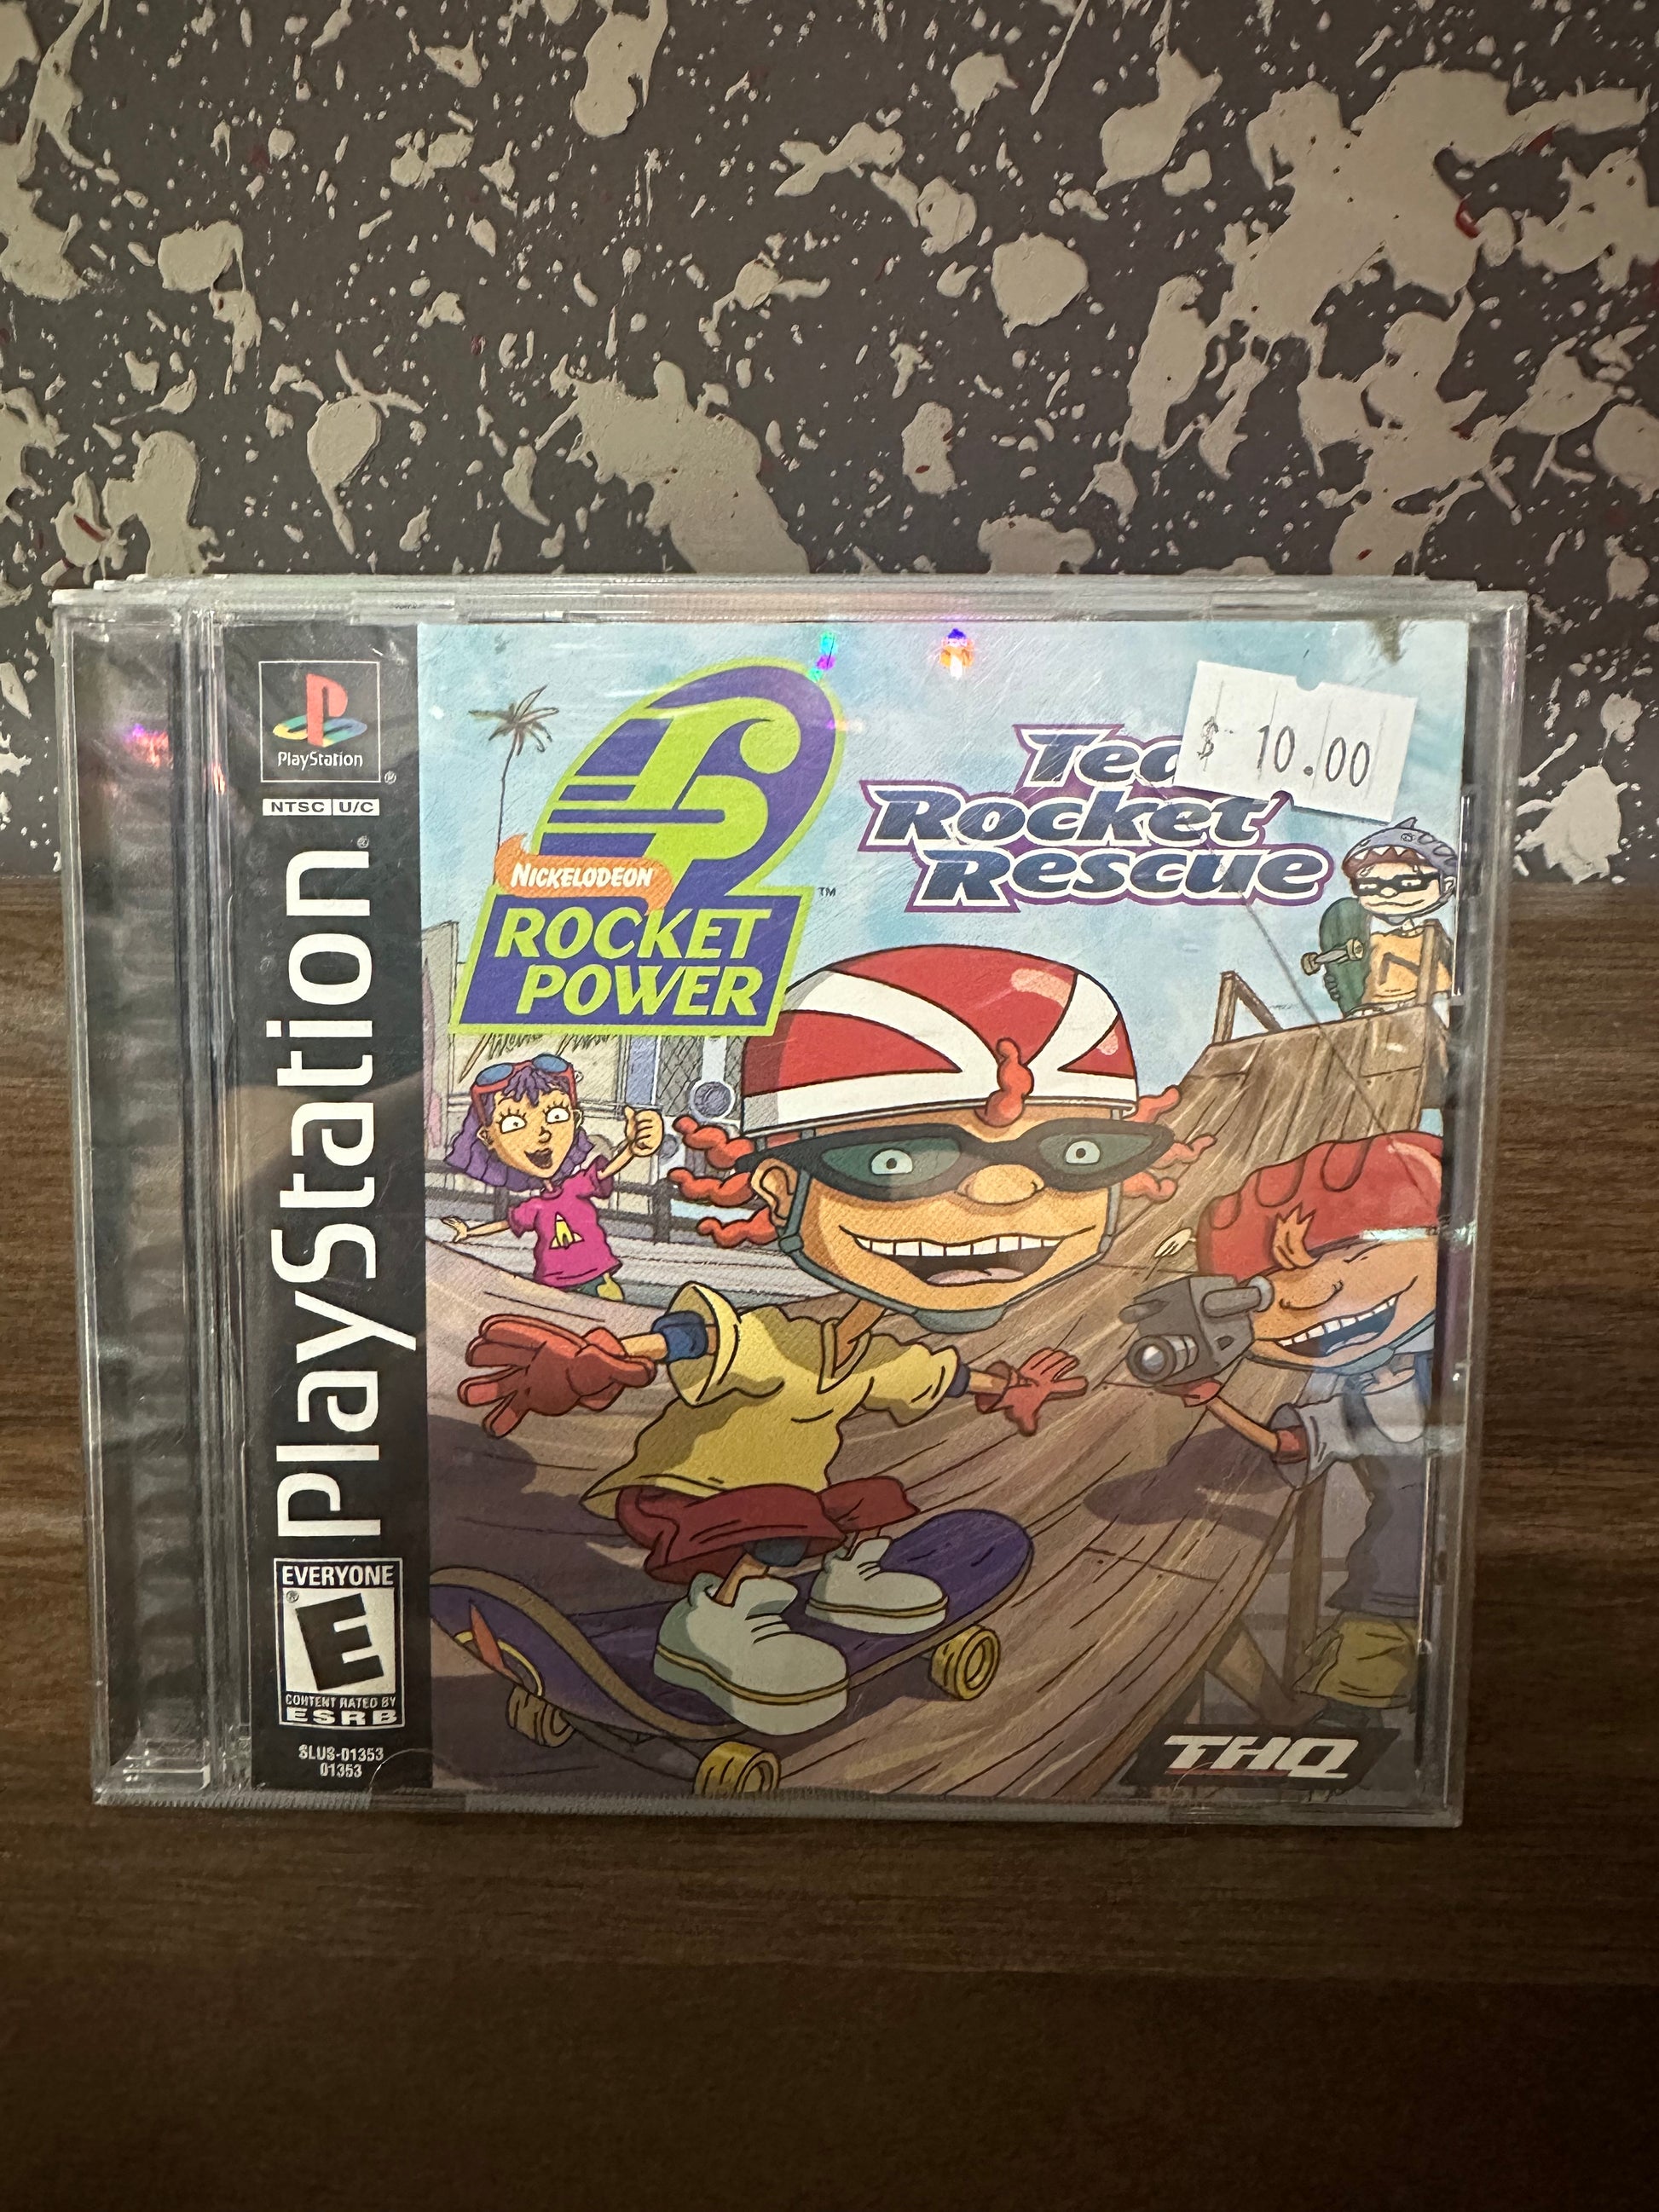 PlayStation
®
NTSC U/C
PlayStation®
EVERYONE
E®
CONTENT RATED BY
ESRB
SLUS-01353
01353
NICKELODEON
™
ROCKET
POWER
$ 10.00
Rocket
Rescue
THQ